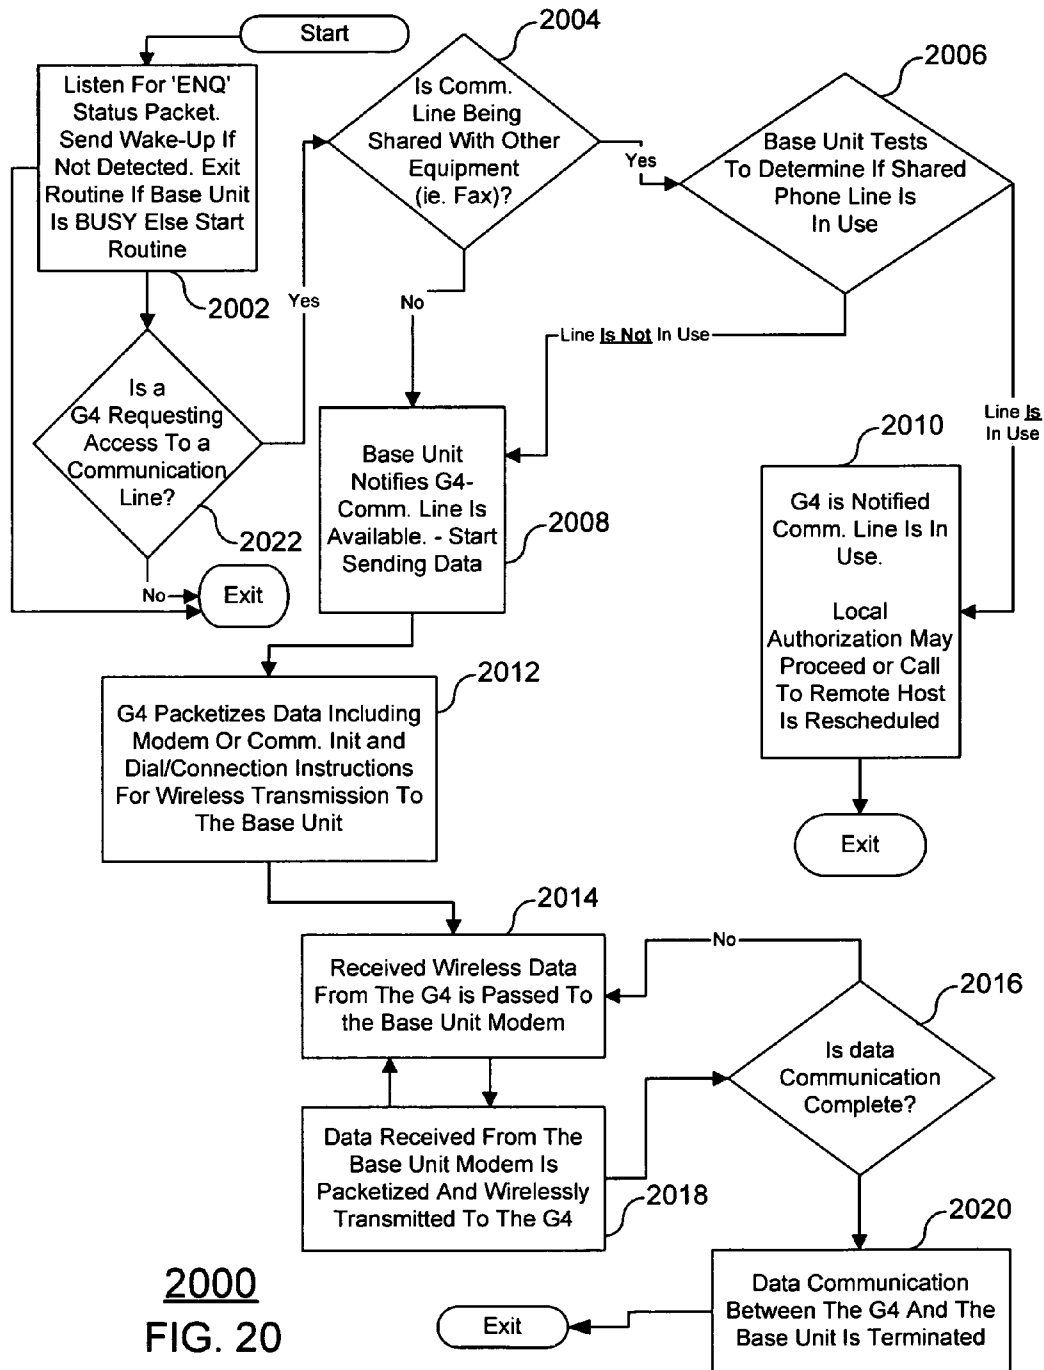 Start
Listen For 'ENQ'
Status Packet.
Send Wake-Up If
Not Detected. Exit
Routine If Base Unit
Is BUSY Else Start
Routine
2002
Is a
G4 Requesting
Access To a
Communication
Line?
2022
Yes
No
Exit
2004
Is Comm.
Line Being
Shared With Other
Equipment
(ie. Fax)?
Yes
No
2006
Base Unit Tests
To Determine If Shared
Phone Line Is
In Use
Line Is Not In Use
Line Is
In Use
Base Unit
Notifies G4-
Comm. Line Is
Available. - Start
Sending Data
2008
2010
G4 is Notified
Comm. Line Is In
Use.
Local
Authorization May
Proceed or Call
To Remote Host
Is Rescheduled
Exit
2012
G4 Packetizes Data Including
Modem Or Comm. Init and
Dial/Connection Instructions
For Wireless Transmission To
The Base Unit
2014
Received Wireless Data
From The G4 is Passed To
the Base Unit Modem
No
2016
Is data
Communication
Complete?
Data Received From The
Base Unit Modem Is
Packetized And Wirelessly
Transmitted To The G4
2018
2020
Data Communication
Between The G4 And The
Base Unit Is Terminated
Exit
2000
FIG. 20